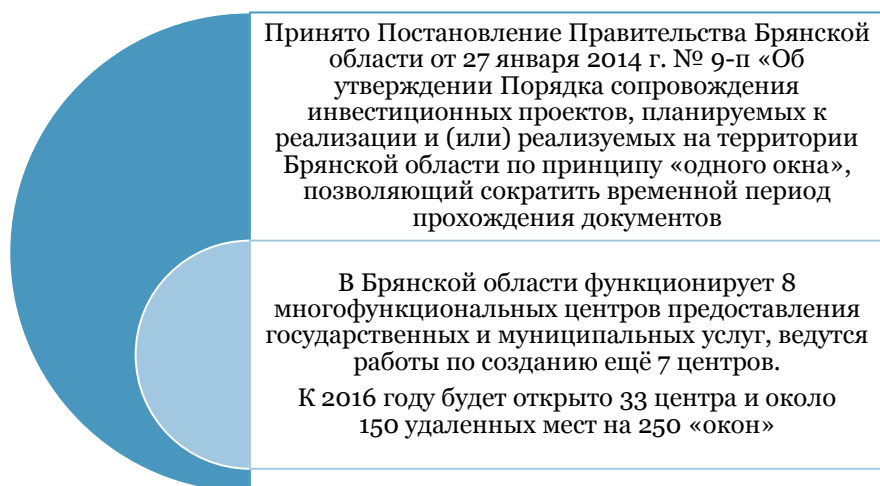 Принято Постановление Правительства Брянской
области от 27 января 2014 г. № 9-п «Об
утверждении Порядка сопровождения
инвестиционных проектов, планируемых к
реализации и (или) реализуемых на территории
Брянской области по принципу «одного окна»,
позволяющий сократить временной период
прохождения документов
В Брянской области функционирует 8
многофункциональных центров предоставления
государственных и муниципальных услуг, ведутся
работы по созданию ещё 7 центров.
К 2016 году будет открыто 33 центра и около
150 удаленных мест на 250 «окон»